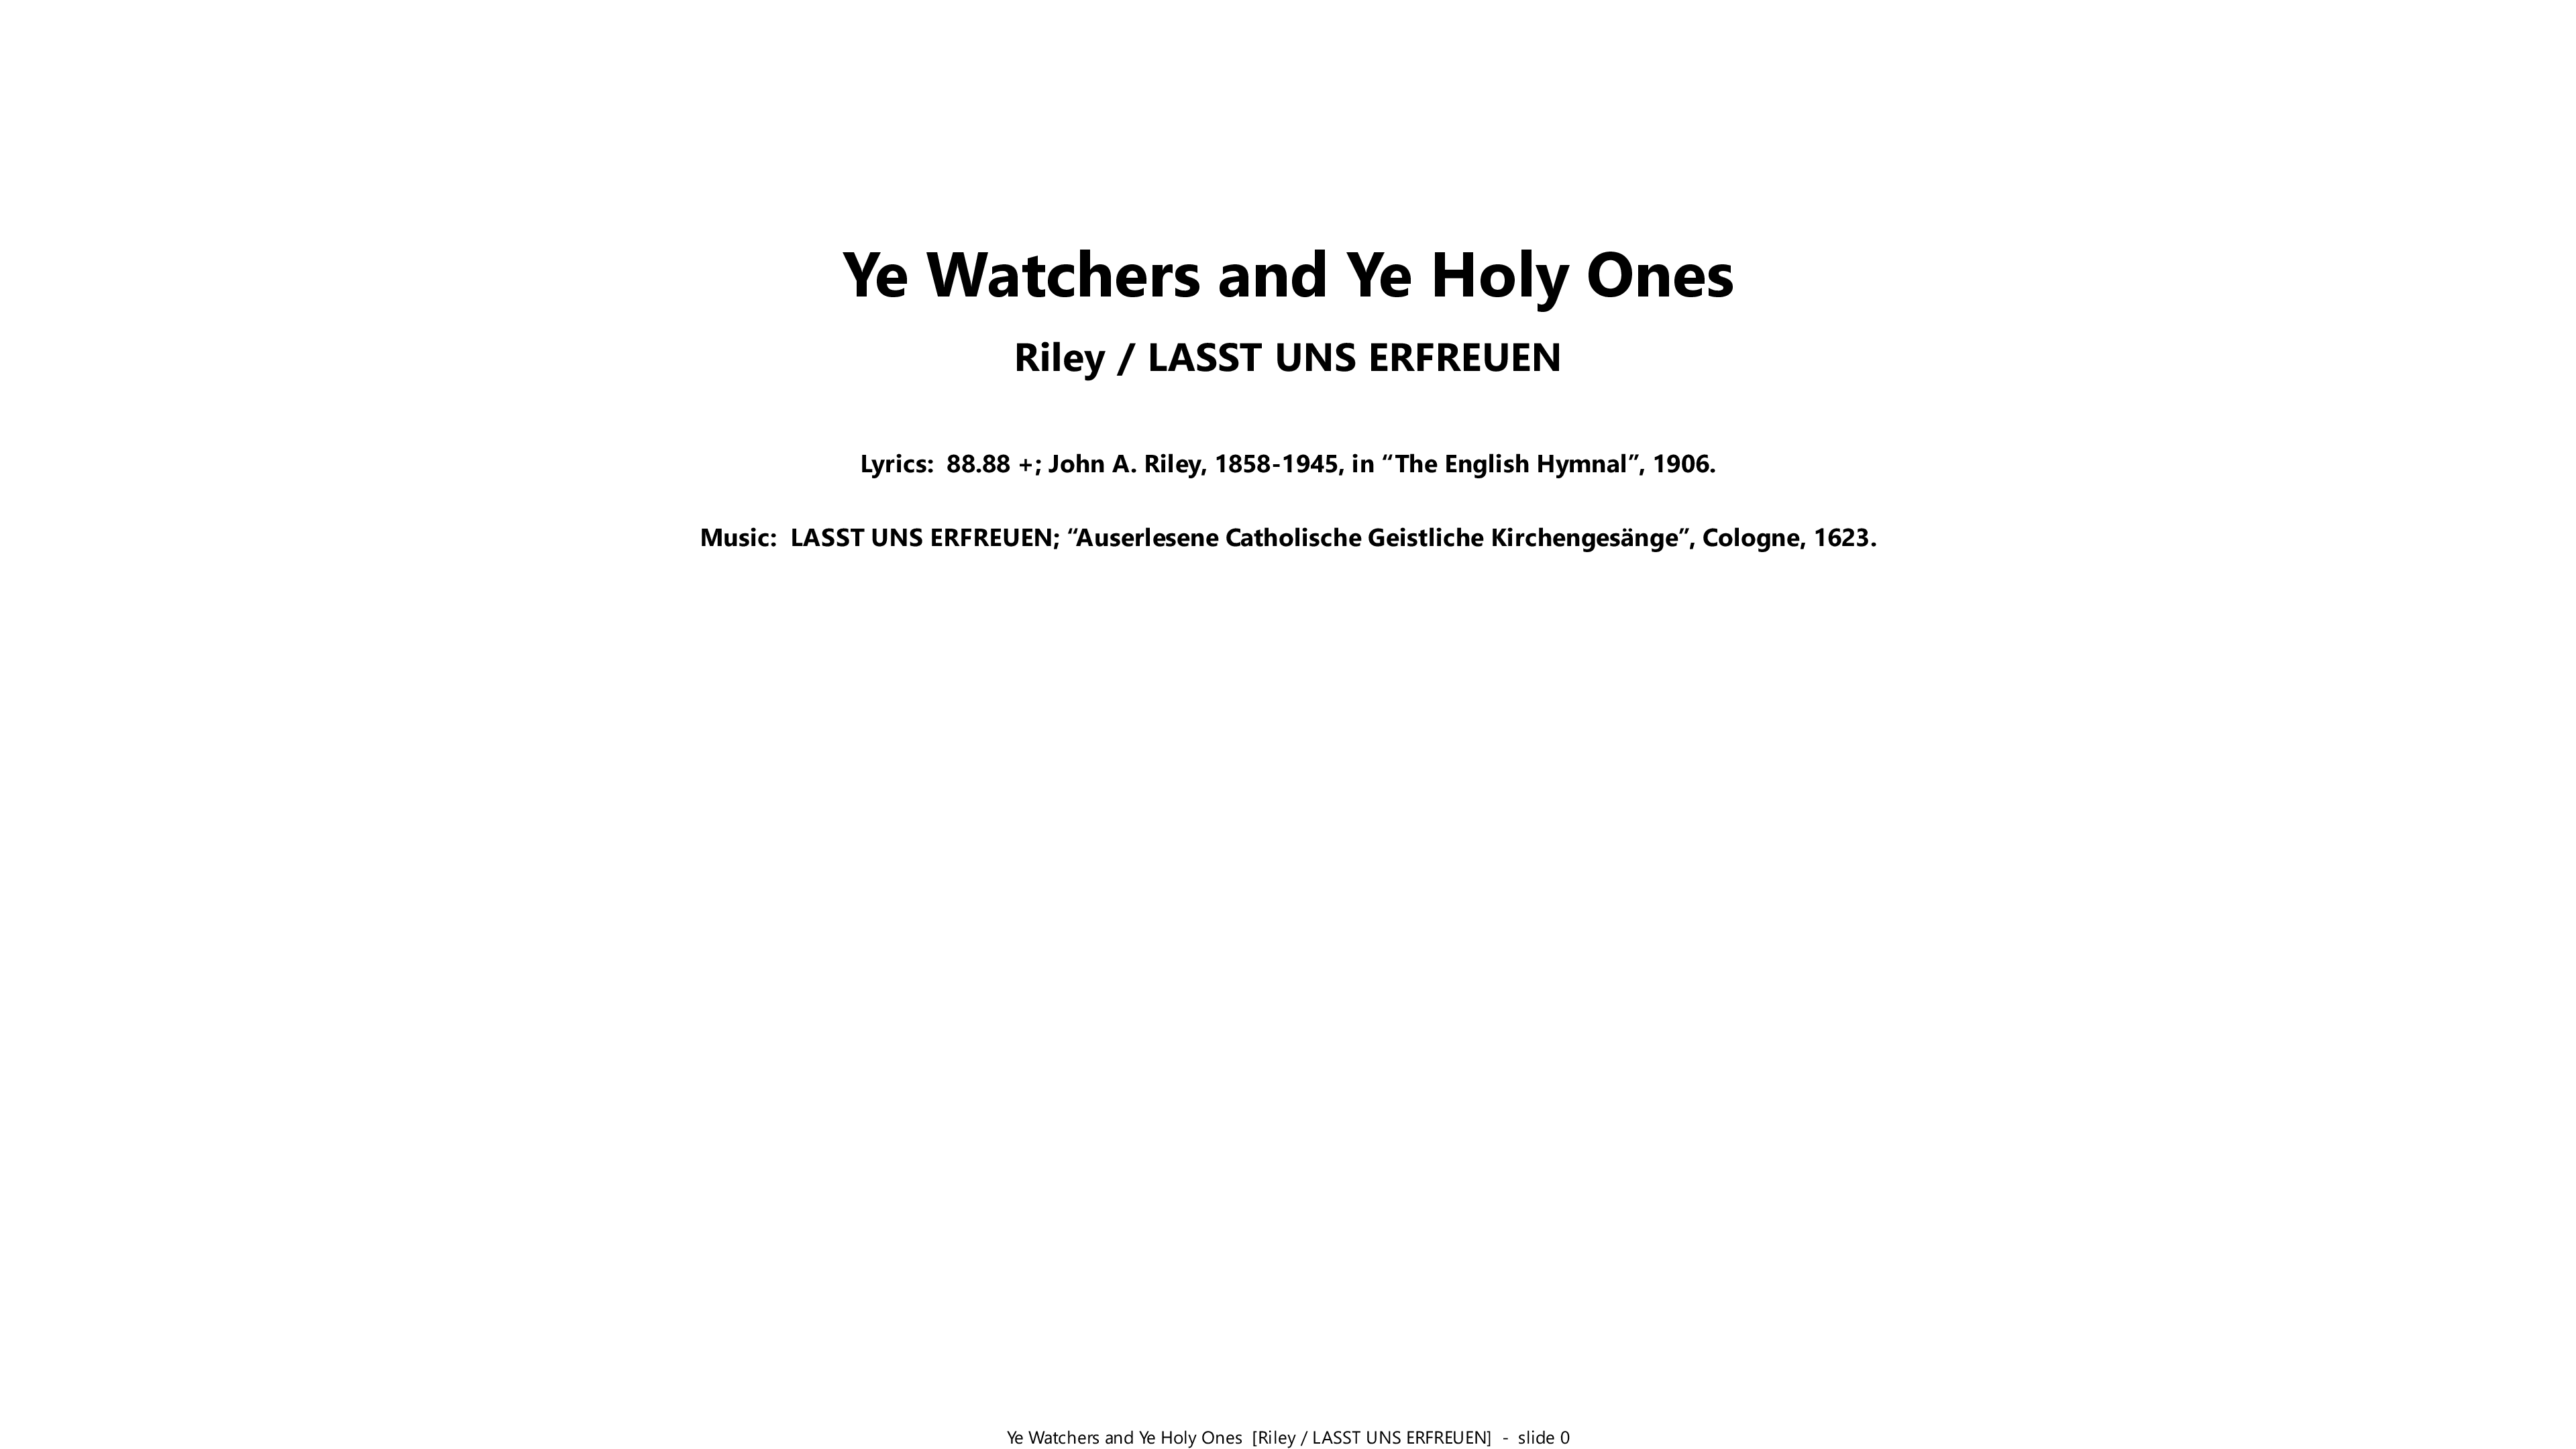 Ye Watchers and Ye Holy Ones
Riley / LASST UNS ERFREUEN
Lyrics:  88.88 +; John A. Riley, 1858-1945, in “The English Hymnal”, 1906.
Music:  LASST UNS ERFREUEN; “Auserlesene Catholische Geistliche Kirchengesänge”, Cologne, 1623.
Ye Watchers and Ye Holy Ones  [Riley / LASST UNS ERFREUEN]  -  slide 0